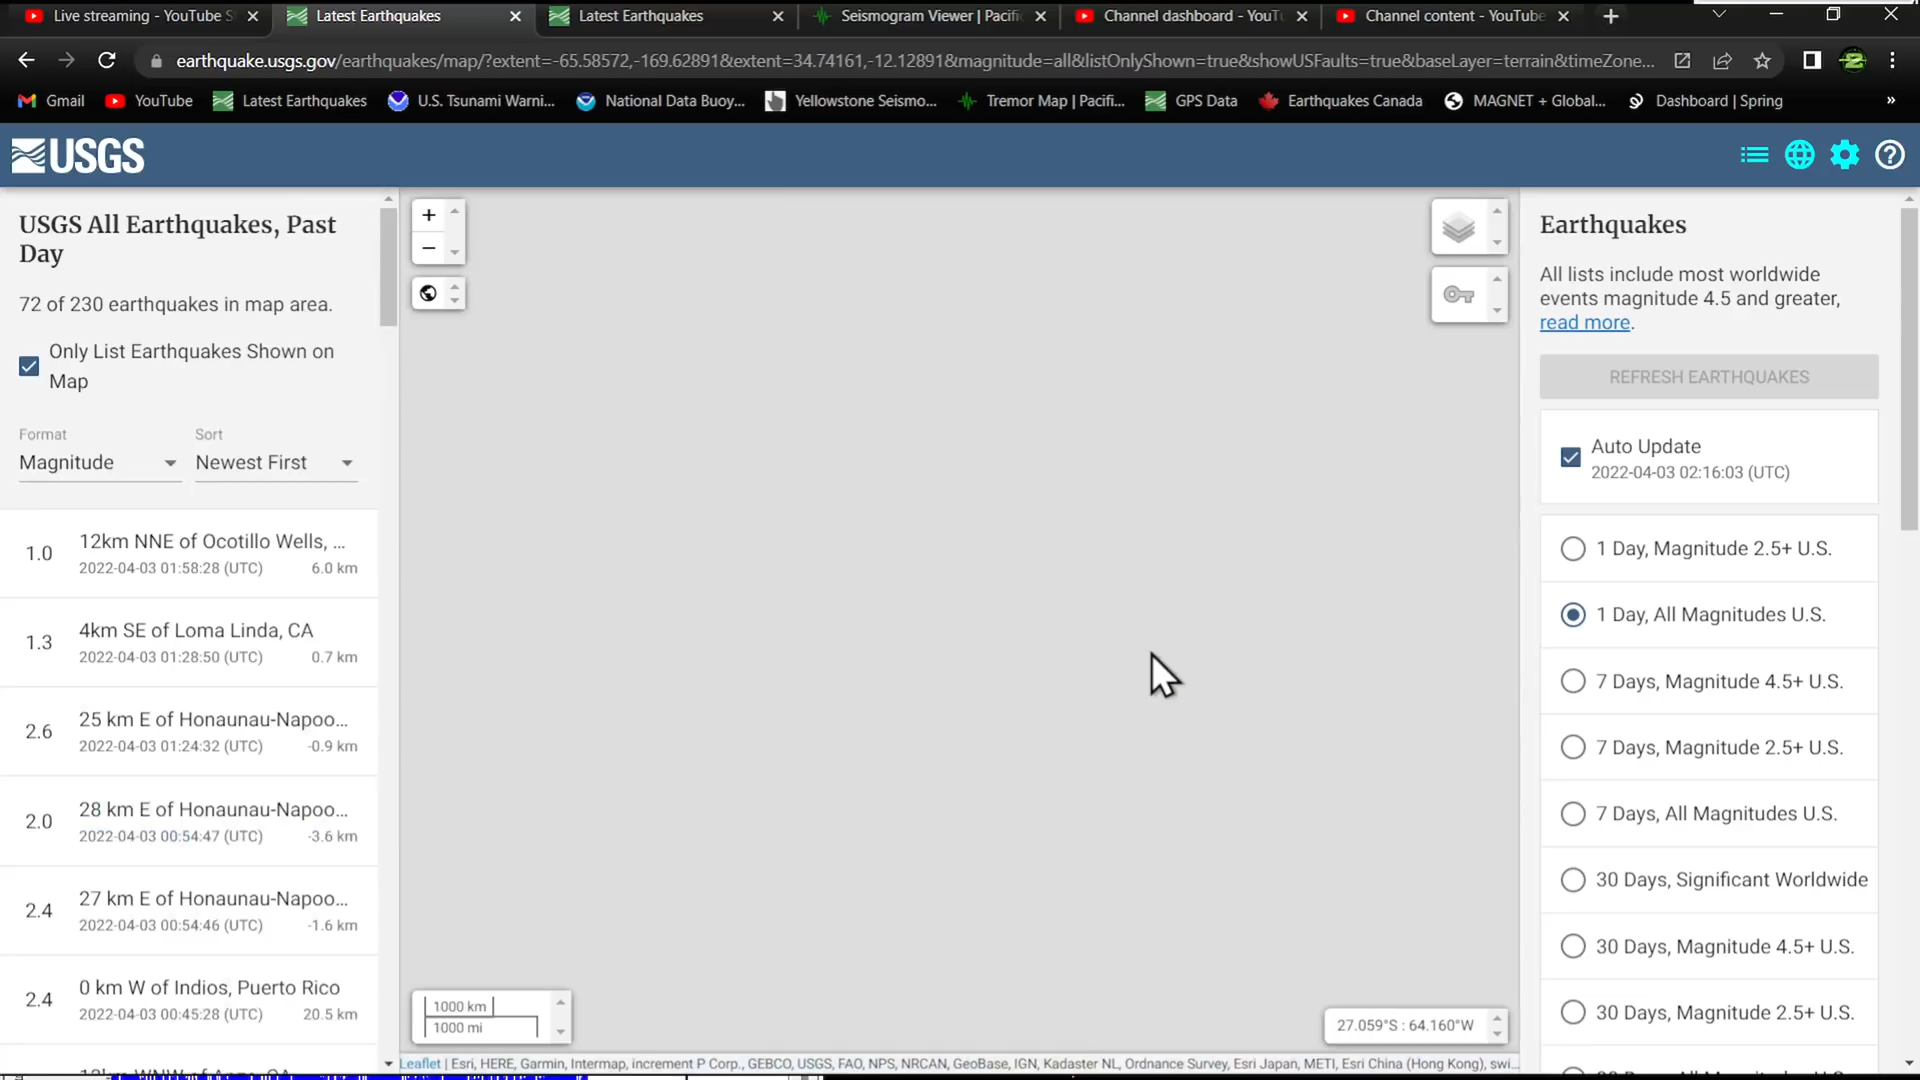 Live streaming - YouTube S
Latest Earthquakes
Latest Earthquakes
Seismogram Viewer | Pacifi
Channel dashboard - YouTu
Channel content - YouTube
earthquake.usgs.gov/earthquakes/map/?extent=-65.58572,-169.62891&extent=34.74161,-12.12891&magnitude=all&listOnlyShown=true&showUSFaults=true&baseLayer=terrain&timeZone...
Gmail
YouTube
Latest Earthquakes
U.S. Tsunami Warni...
National Data Buoy...
Yellowstone Seismo...
Tremor Map | Pacifi...
GPS Data
Earthquakes Canada
MAGNET + Global...
Dashboard | Spring
»
USGS
USGS All Earthquakes, Past
Day
72 of 230 earthquakes in map area.
Only List Earthquakes Shown on
Map
Format
Sort
Magnitude
Newest First
1.0
12km NNE of Ocotillo Wells, ...
2022-04-03 01:58:28 (UTC)
6.0 km
1.3
4km SE of Loma Linda, CA
2022-04-03 01:28:50 (UTC)
0.7 km
2.6
25 km E of Honaunau-Napoo...
2022-04-03 01:24:32 (UTC)
-0.9 km
2.0
28 km E of Honaunau-Napoo...
2022-04-03 00:54:47 (UTC)
-3.6 km
2.4
27 km E of Honaunau-Napoo...
2022-04-03 00:54:46 (UTC)
-1.6 km
2.4
0 km W of Indios, Puerto Rico
2022-04-03 00:45:28 (UTC)
20.5 km
+
−
1000 km
1000 mi
27.059°S : 64.160°W
Leaflet | Esri, HERE, Garmin, Intermap, increment P Corp., GEBCO, USGS, FAO, NPS, NRCAN, GeoBase, IGN, Kadaster NL, Ordnance Survey, Esri Japan, METI, Esri China (Hong Kong), swi...
Earthquakes
All lists include most worldwide
events magnitude 4.5 and greater,
read more.
REFRESH EARTHQUAKES
Auto Update
2022-04-03 02:16:03 (UTC)
1 Day, Magnitude 2.5+ U.S.
1 Day, All Magnitudes U.S.
7 Days, Magnitude 4.5+ U.S.
7 Days, Magnitude 2.5+ U.S.
7 Days, All Magnitudes U.S.
30 Days, Significant Worldwide
30 Days, Magnitude 4.5+ U.S.
30 Days, Magnitude 2.5+ U.S.